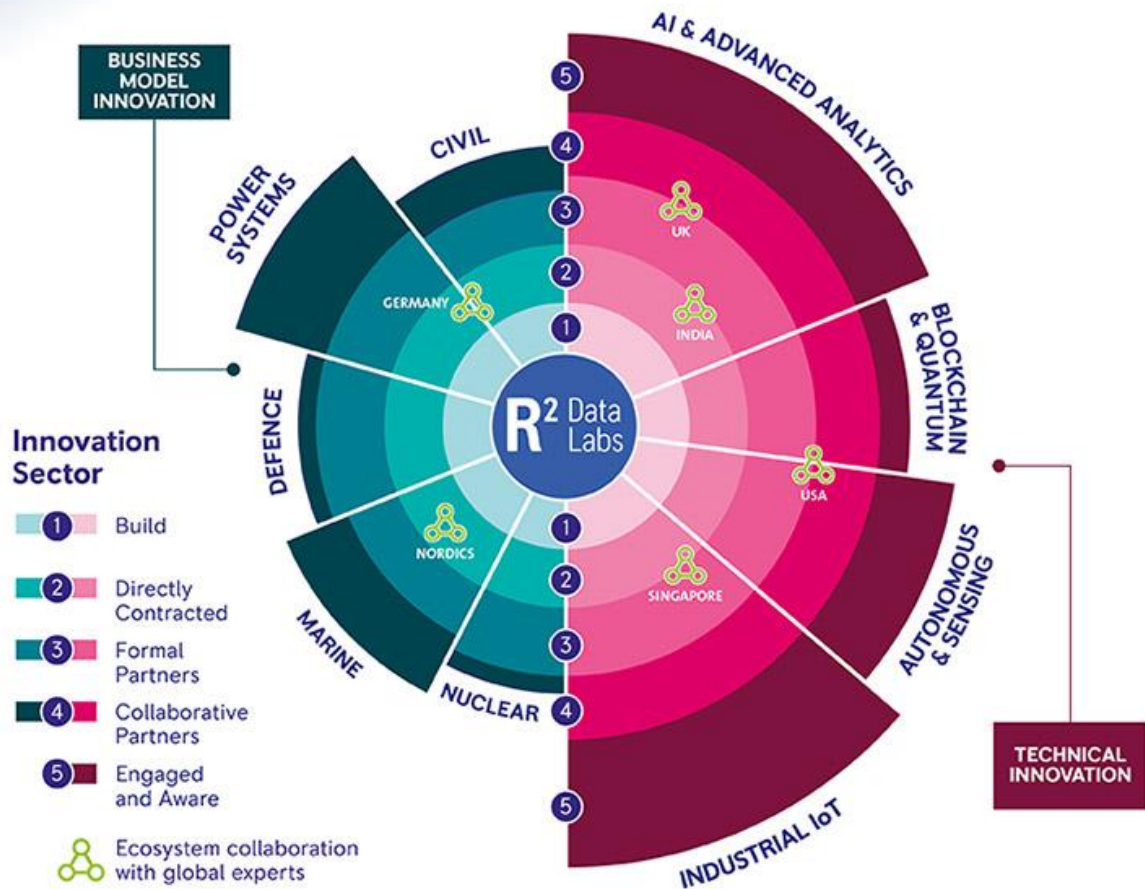 BUSINESS
MODEL
INNOVATION
POWER
SYSTEMS
CIVIL
DEFENCE
MARINE
NUCLEAR
AI & ADVANCED ANALYTICS
BLOCKCHAIN
& QUANTUM
AUTONOMOUS
& SENSING
INDUSTRIAL IoT
5
4
3
2
1
R² Data
Labs
1
2
3
4
5
UK
INDIA
GERMANY
USA
NORDICS
SINGAPORE
TECHNICAL
INNOVATION
Innovation
Sector
1 Build
2 Directly
Contracted
3 Formal
Partners
4 Collaborative
Partners
5 Engaged
and Aware
Ecosystem collaboration
with global experts